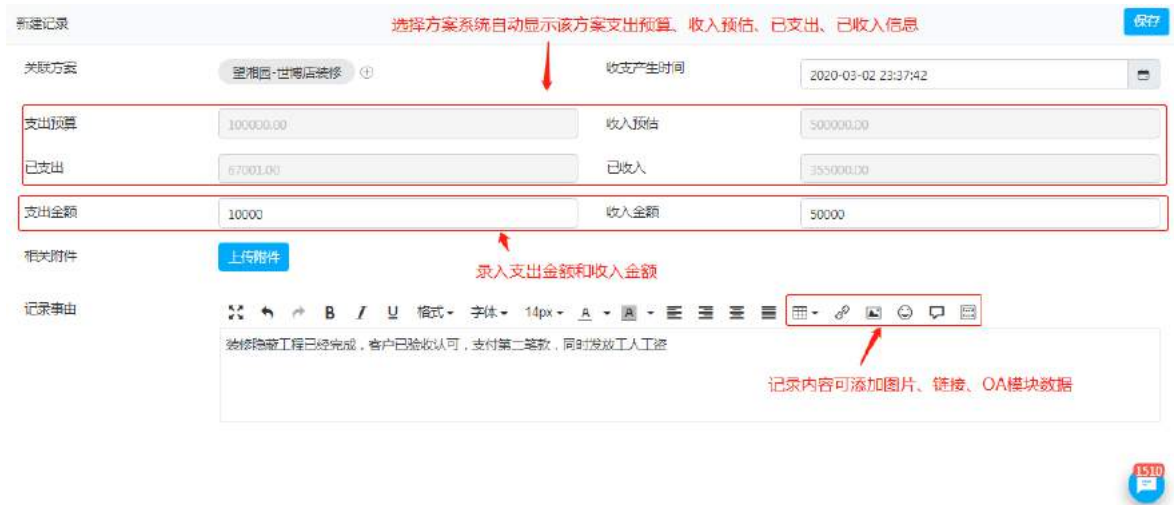 新建记录
选择方案系统自动显示该方案支出预算、收入预估、已支出、已收入信息
保存
关联方案
望湘园-世博店装修
收支产生时间
2020-03-02 23:37:42
支出预算
100000.00
收入预估
500000.00
已支出
67001.00
已收入
355000.00
支出金额
10000
收入金额
50000
相关附件
上传附件
录入支出金额和收入金额
记录事由
B I U 格式 字体 14px A A
装修隐蔽工程已经完成，客户已验收认可，支付第二笔款，同时发放工人工资
记录内容可添加图片、链接、OA模块数据
1510